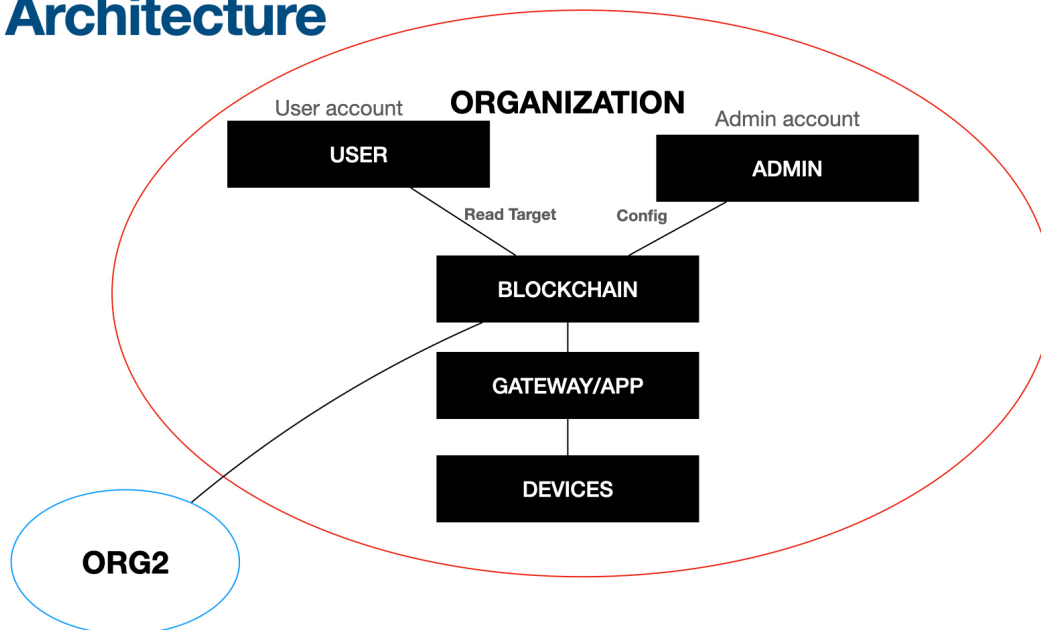 Architecture
ORGANIZATION
User account
Admin account
USER
ADMIN
Read Target
Config
BLOCKCHAIN
GATEWAY/APP
DEVICES
ORG2